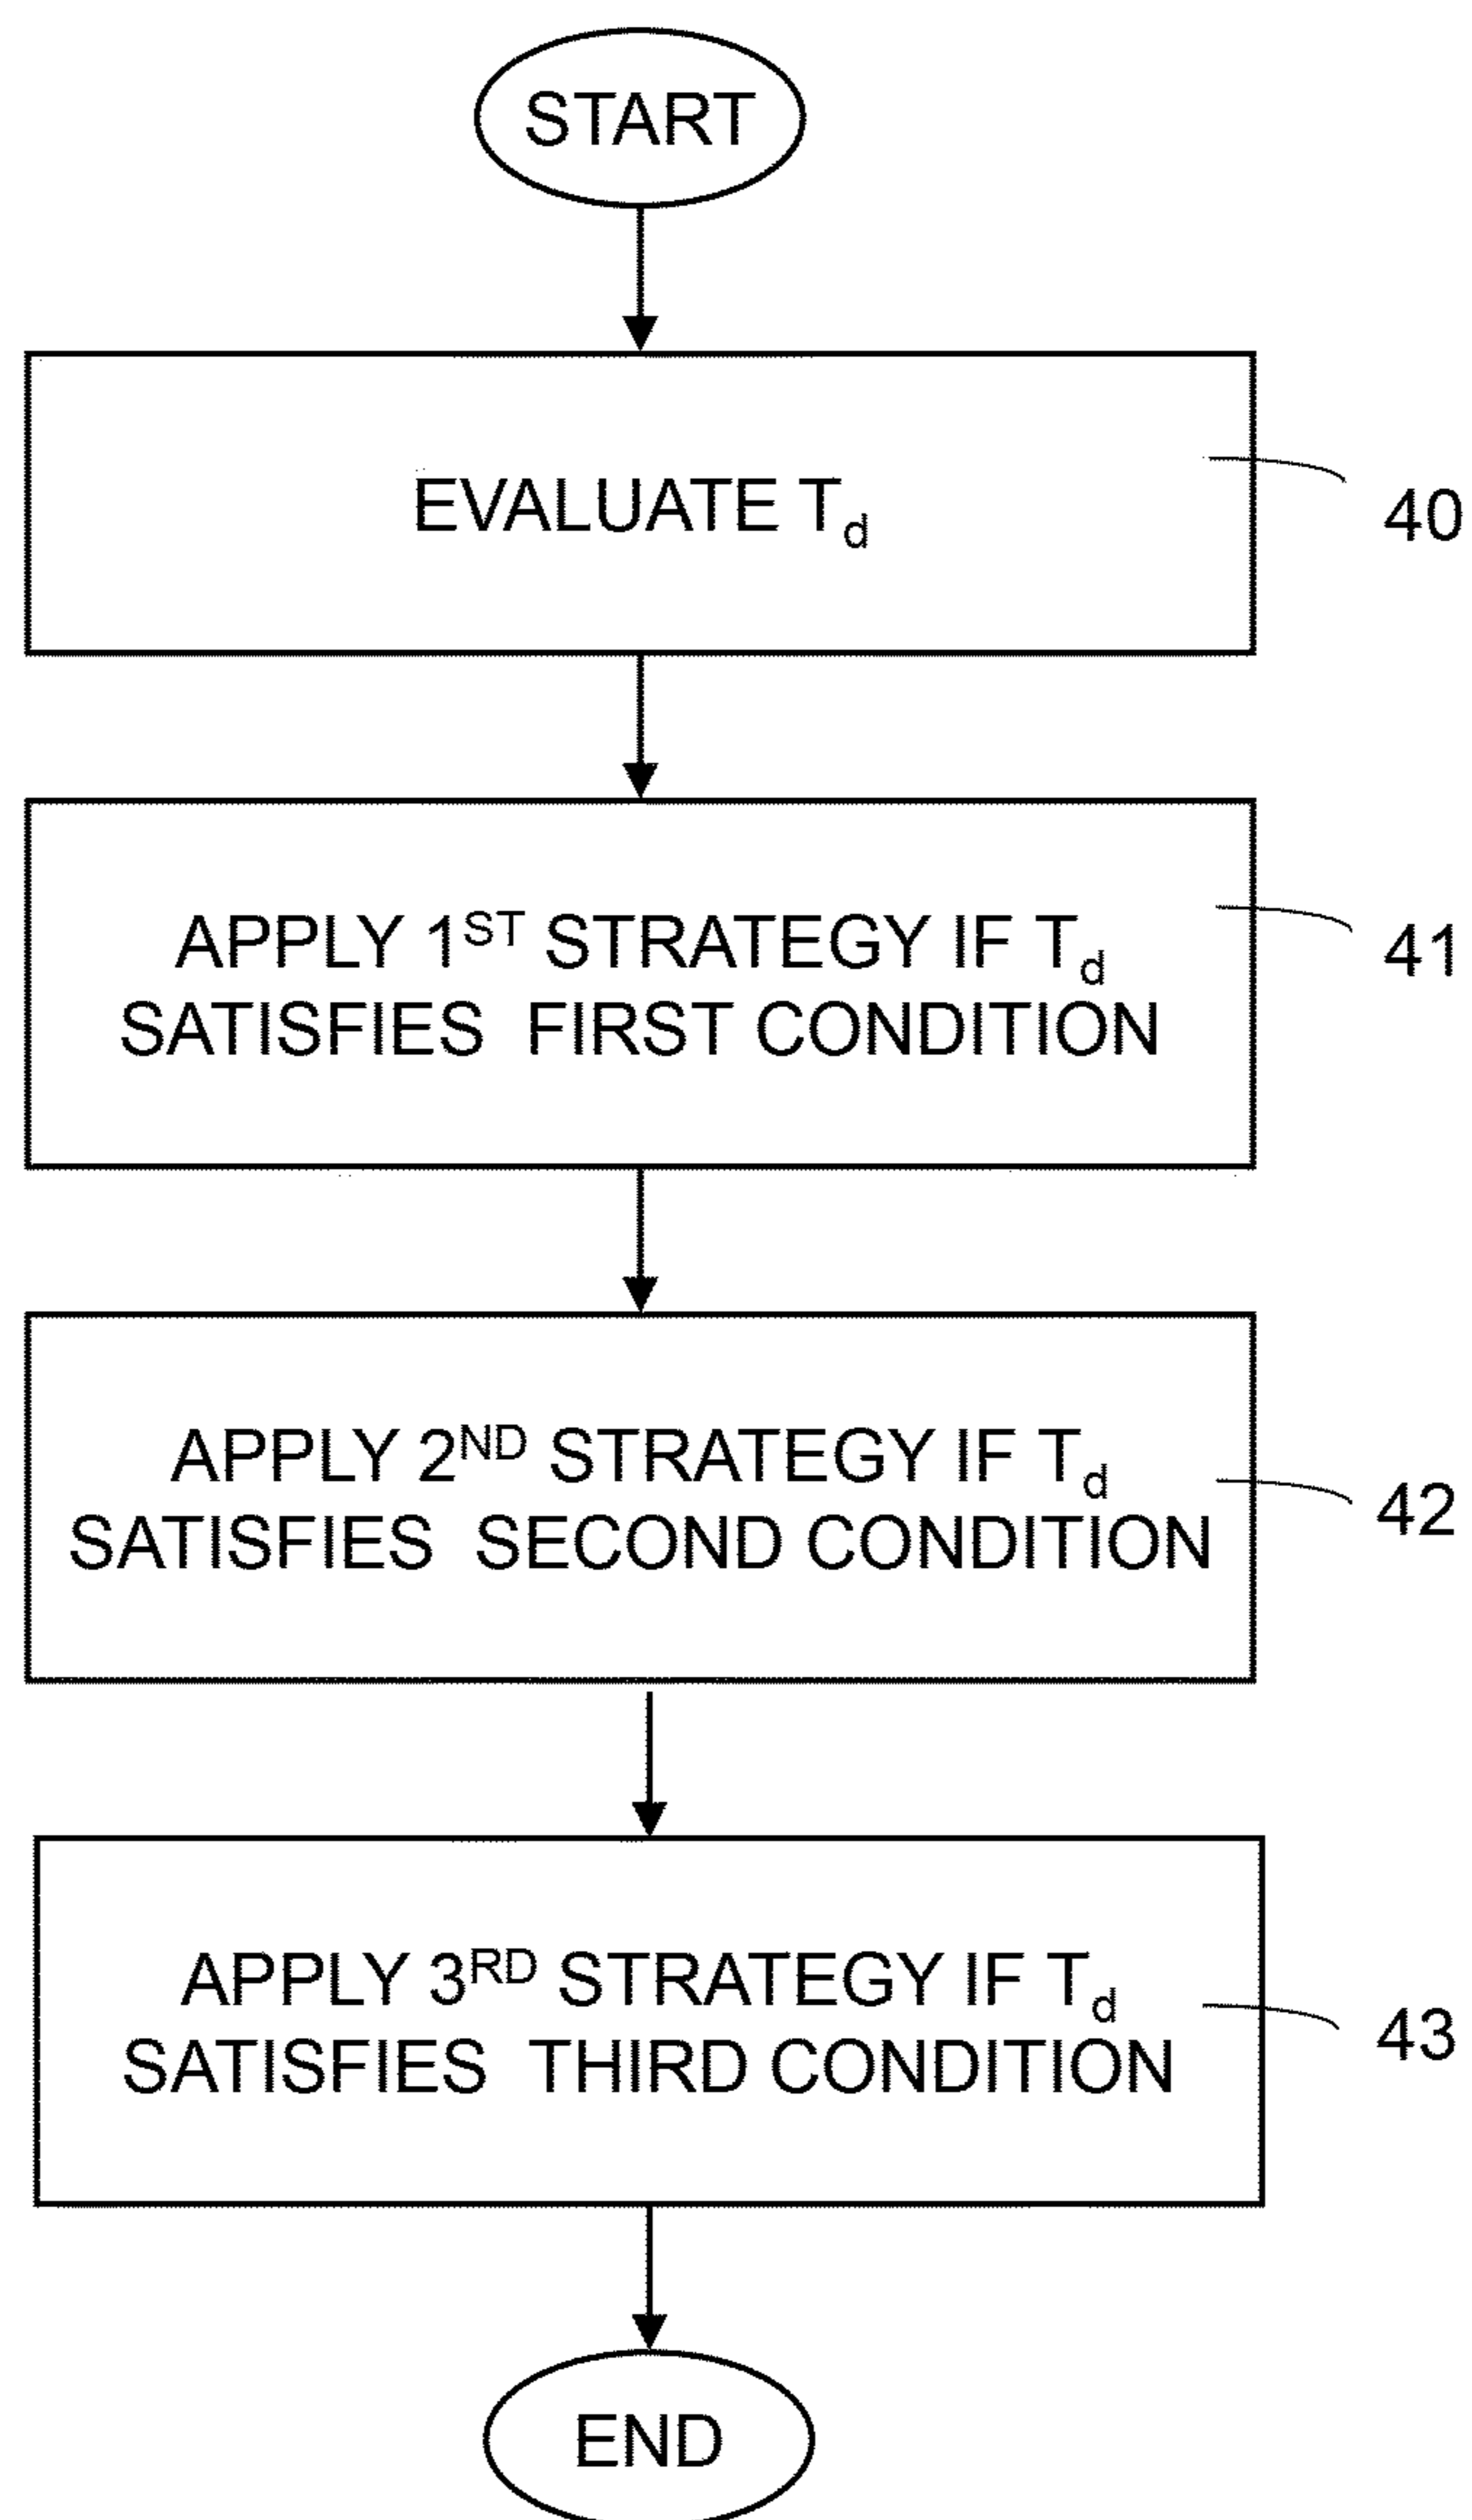 START
EVALUATE Td
40
APPLY 1ST STRATEGY IF Td
SATISFIES FIRST CONDITION
41
APPLY 2ND STRATEGY IF Td
SATISFIES SECOND CONDITION
42
APPLY 3RD STRATEGY IF Td
SATISFIES THIRD CONDITION
43
END